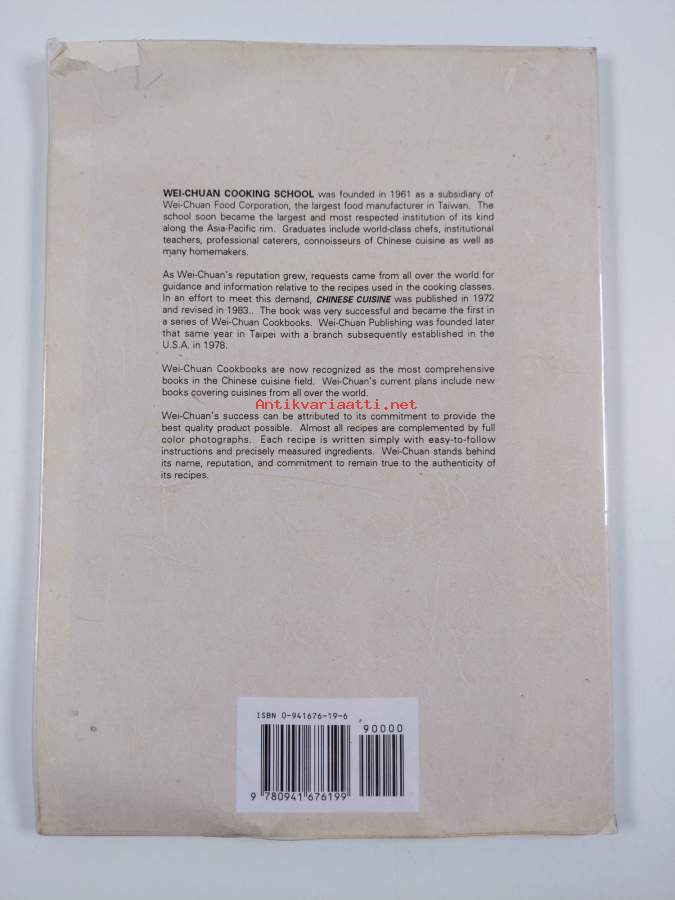 WEI-CHUAN COOKING SCHOOL was founded in 1961 as a subsidiary of
Wei-Chuan Food Corporation, the largest food manufacturer in Taiwan. The
school soon became the largest and most respected institution of its kind
along the Asia-Pacific rim. Graduates include world-class chefs, institutional
teachers, professional caterers, connoisseurs of Chinese cuisine as well as
many homemakers.
As Wei-Chuan's reputation grew, requests came from all over the world for
guidance and information relative to the recipes used in the cooking classes.
In an effort to meet this demand, CHINESE CUISINE was published in 1972
and revised in 1983.. The book was very successful and became the first in
a series of Wei-Chuan Cookbooks. Wei-Chuan Publishing was founded later
that same year in Taipei with a branch subsequently established in the
U.S.A. in 1978.
Wei-Chuan Cookbooks are now recognized as the most comprehensive
books in the Chinese cuisine field. Wei-Chuan's current plans include new
books covering cuisines from all over the world.
Antikvariaatti.net
Wei-Chuan's success can be attributed to its commitment to provide the
best quality product possible. Almost all recipes are complemented by full
color photographs. Each recipe is written simply with easy-to-follow
instructions and precisely measured ingredients. Wei-Chuan stands behind
its name, reputation, and commitment to remain true to the authenticity of
its recipes.
ISBN 0-941676-19-6
90000
9 780941 676199